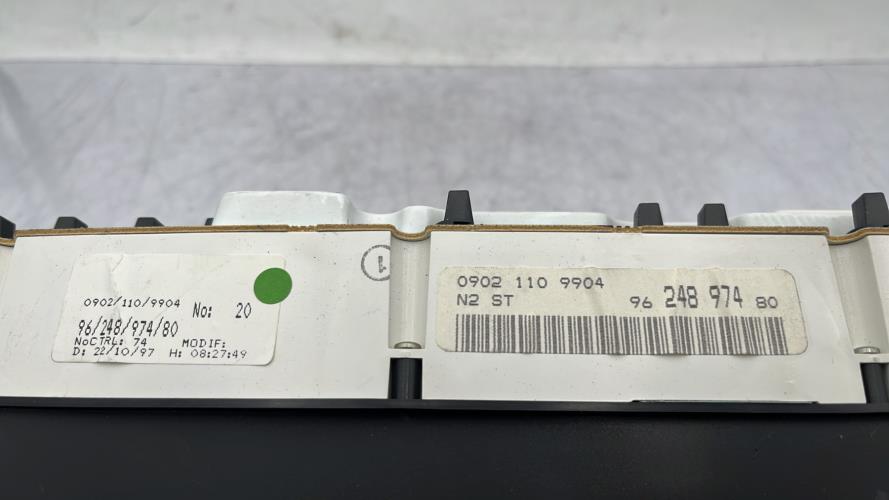 0902/110/9904 No: 20
96/248/974/80
NoCTRL: 74 MODIF:
D: 22/10/97 H: 08:27:49
1
0902 110 9904
N2 ST 96 248 974 80